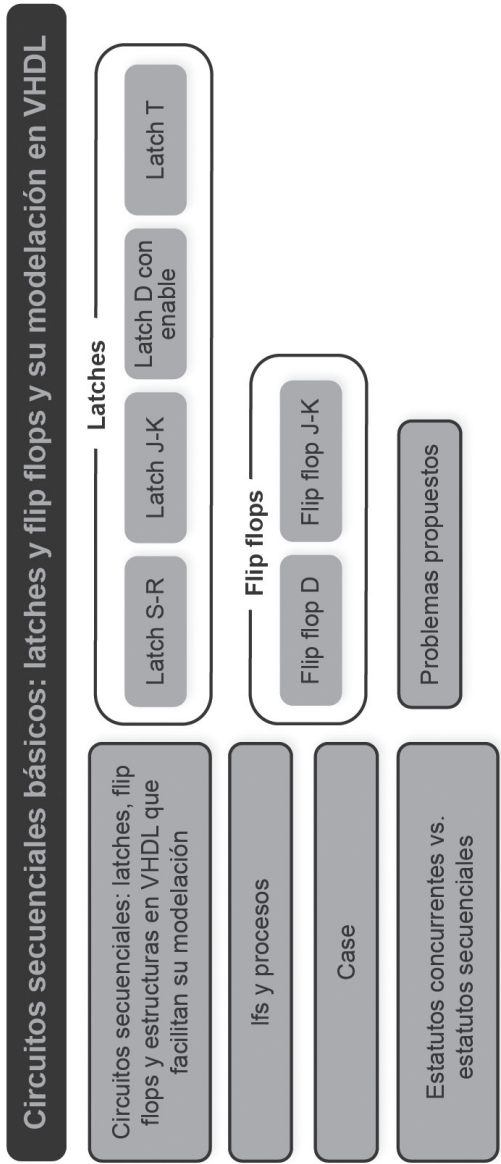 Circuitos secuenciales básicos: latches y flip flops y su modelación en VHDL
Circuitos secuenciales: latches, flip
flops y estructuras en VHDL que
facilitan su modelación
Latches
Latch S-R
Latch J-K
Latch D con
enable
Latch T
Ifs y procesos
Flip flops
Flip flop D
Flip flop J-K
Case
Estatutos concurrentes vs.
estatutos secuenciales
Problemas propuestos